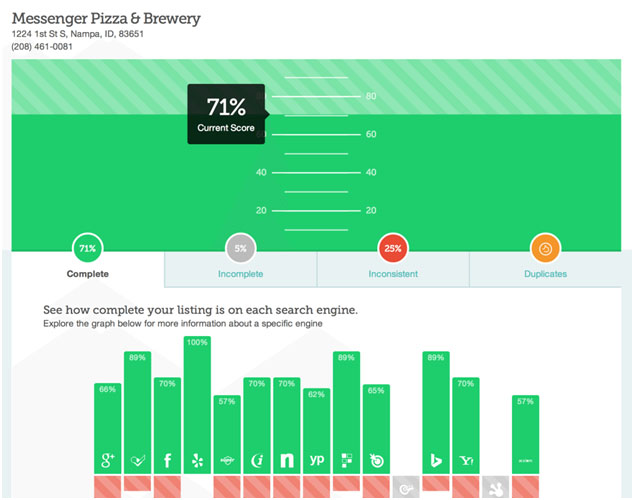 Messenger Pizza & Brewery
1224 1st St S, Nampa, ID, 83651
(208) 461-0081
80
71%
Current Score
60 60
40 40
20 20
71% 5% 25%
Complete Incomplete Inconsistent Duplicates
See how complete your listing is on each search engine.
Explore the graph below for more information about a specific engine
100%
89% 89% 89%
66% 70% 70% 70% 65% 70%
57% 62% 57%
g+ f n yp Y!